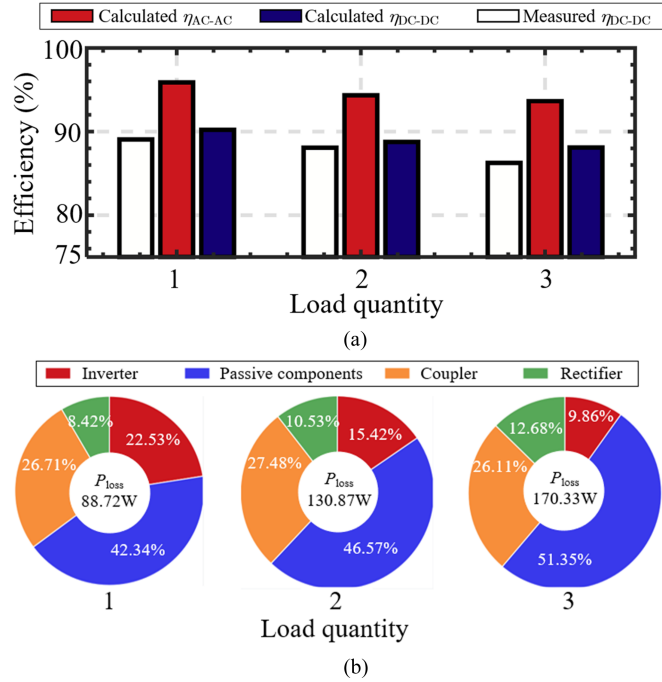 Calculated ηAC-AC Calculated ηDC-DC Measured ηDC-DC
Efficiency (%)
100
90
80
75
1 2 3
Load quantity
(a)
Inverter Passive components Coupler Rectifier
8.42% 22.53% 10.53% 15.42% 12.68% 9.86%
26.71% 27.48% 26.11%
Ploss Ploss Ploss
88.72W 130.87W 170.33W
42.34% 46.57% 51.35%
1 2 3
Load quantity
(b)